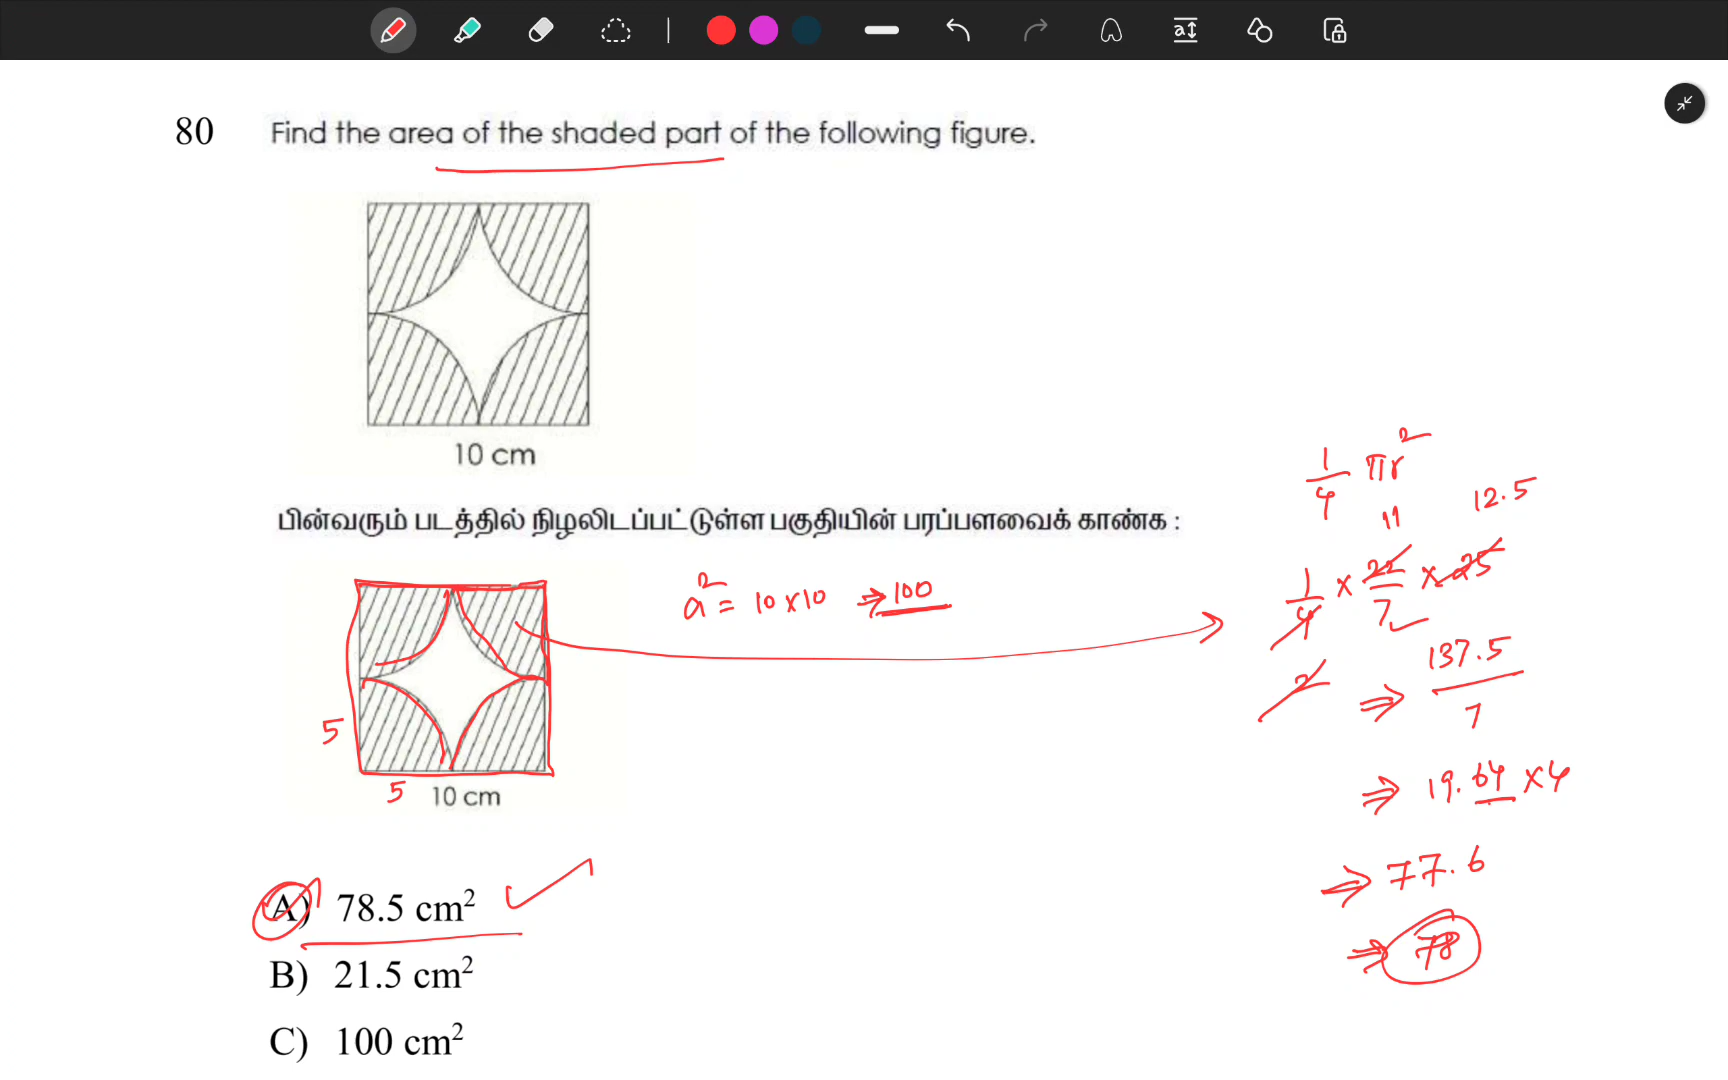 80 Find the area of the shaded part of the following figure.
10 cm
பின்வரும் படத்தில் நிழலிடப்பட்டுள்ள பகுதியின் பரப்பளவைக் காண்க :
a² = 10 x 10 ⇒ 100
5
5 10 cm
A) 78.5 cm²
B) 21.5 cm²
C) 100 cm²
1/4 πr²
11 12.5
1/4 x 22/7 x 25
2
⇒ 137.5/7
⇒ 19.64 x 4
⇒ 77.6
⇒ 78